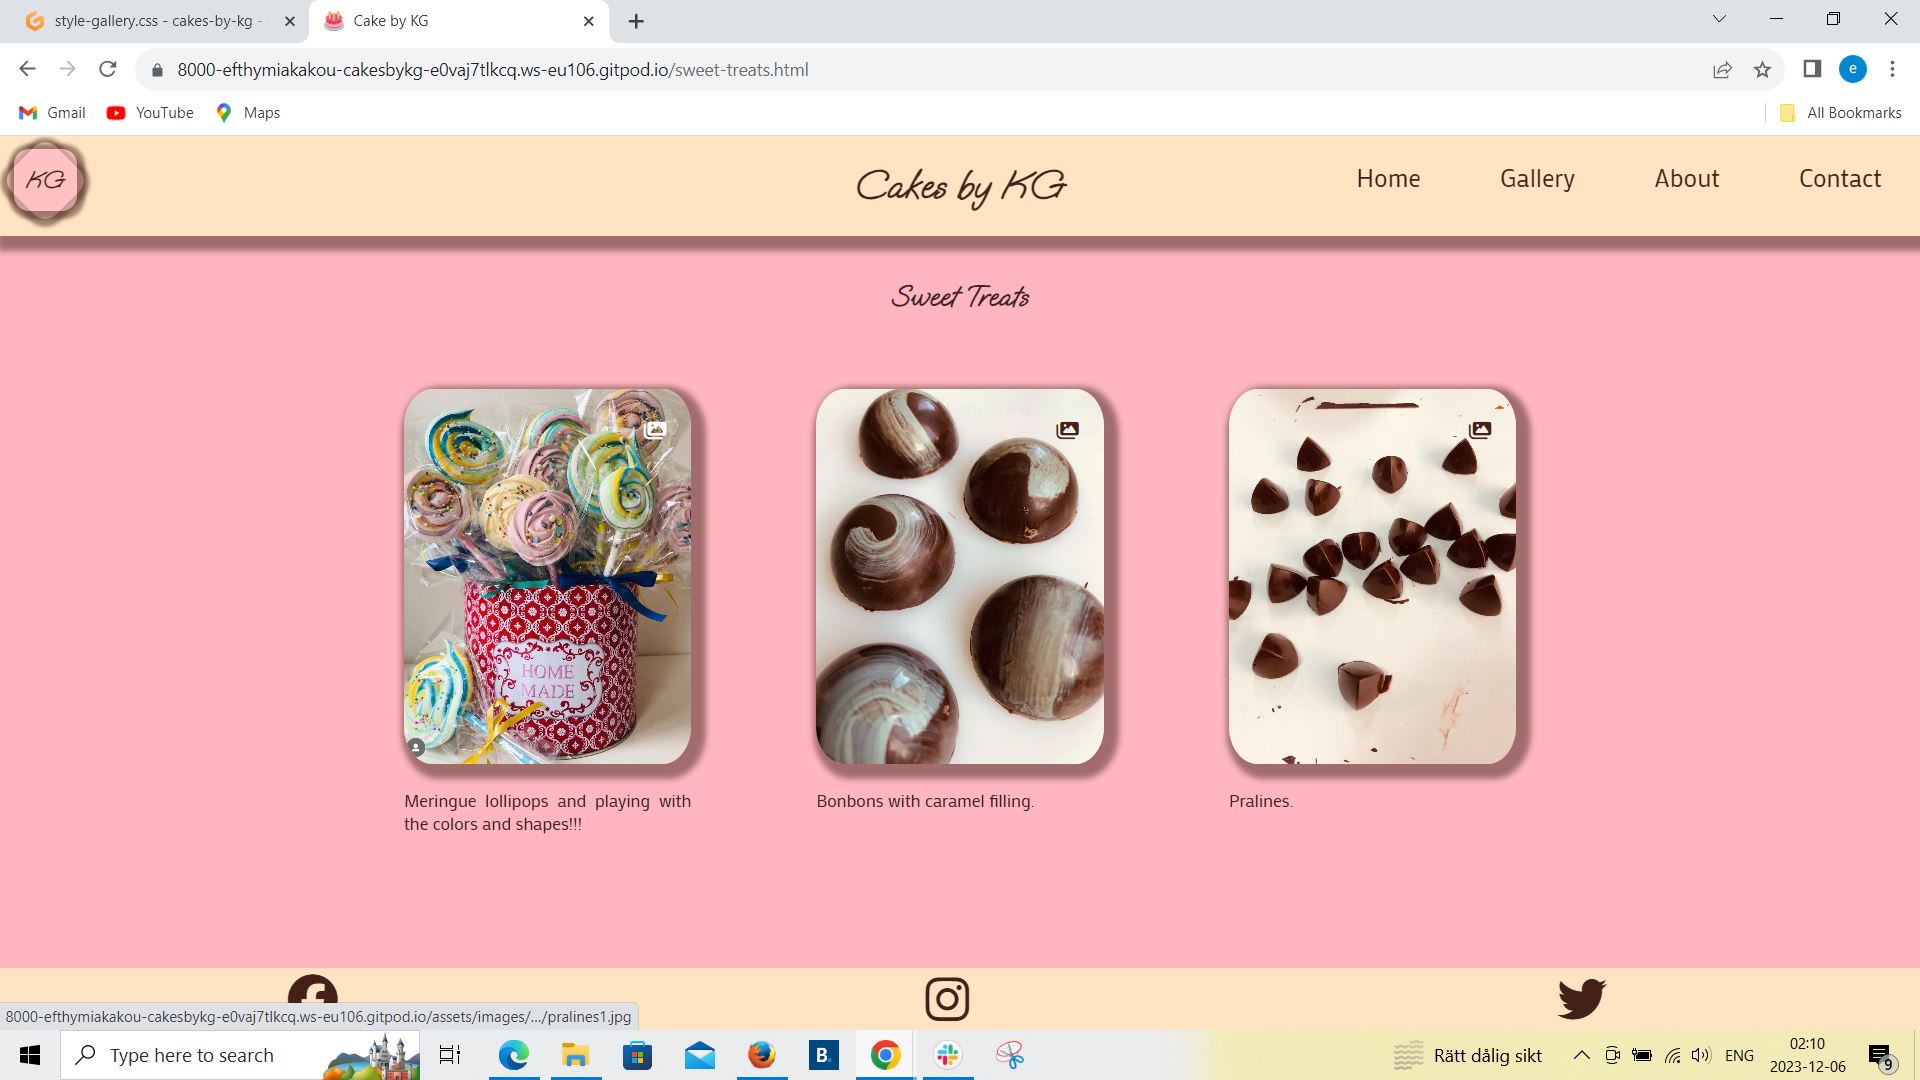 style-gallery.css - cakes-by-kg -
Cake by KG
8000-efthymiakakou-cakesbykg-e0vaj7tlkcq.ws-eu106.gitpod.io/sweet-treats.html
e
Gmail
YouTube
Maps
All Bookmarks
KG
Cakes by KG
Home
Gallery
About
Contact
Sweet Treats
HOME
MADE
Meringue lollipops and playing with
the colors and shapes!!!
Bonbons with caramel filling.
Pralines.
8000-efthymiakakou-cakesbykg-e0vaj7tlkcq.ws-eu106.gitpod.io/assets/images/.../pralines1.jpg
Type here to search
B.
Rätt dålig sikt
ENG
02:10
2023-12-06
9